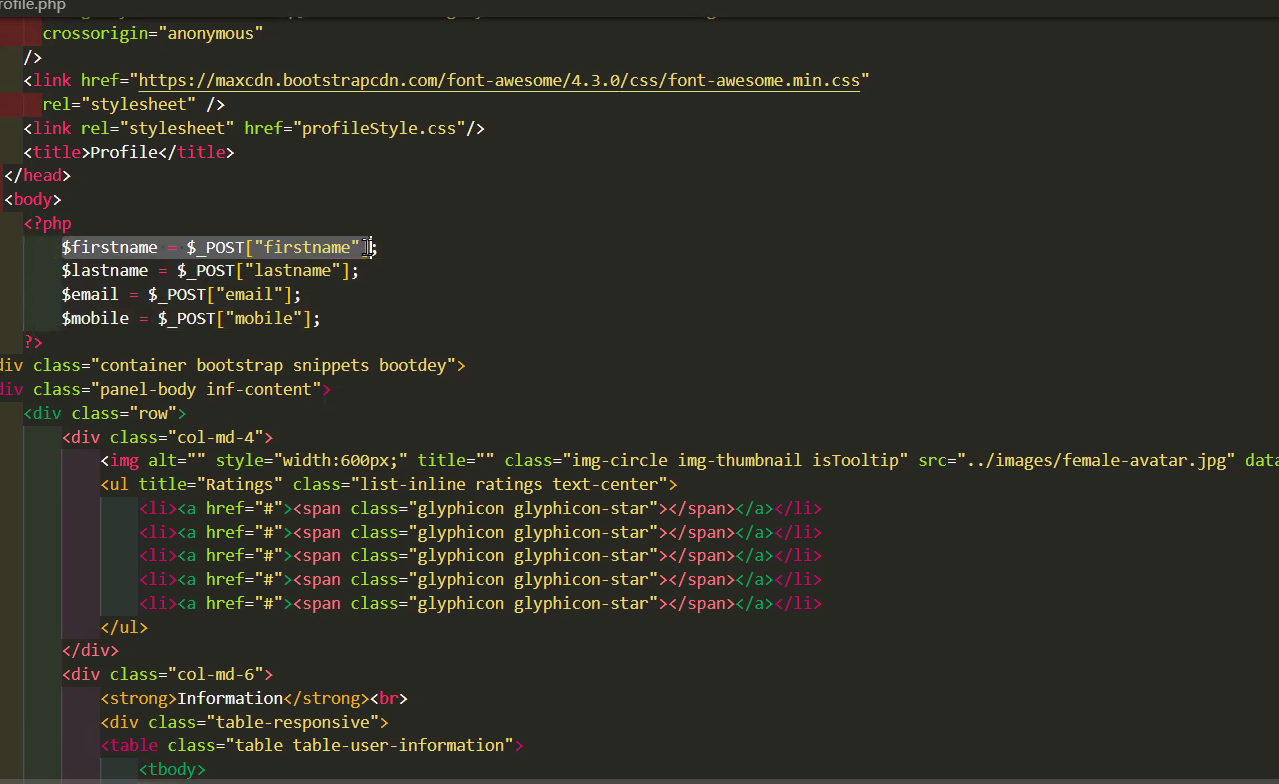 rofile.php
crossorigin="anonymous"
/>
<link href="https://maxcdn.bootstrapcdn.com/font-awesome/4.3.0/css/font-awesome.min.css"
rel="stylesheet" />
<link rel="stylesheet" href="profileStyle.css"/>
<title>Profile</title>
</head>
<body>
<?php
$firstname = $_POST["firstname"];
$lastname = $_POST["lastname"];
$email = $_POST["email"];
$mobile = $_POST["mobile"];
?>
div class="container bootstrap snippets bootdey">
div class="panel-body inf-content">
<div class="row">
<div class="col-md-4">
<img alt="" style="width:600px;" title="" class="img-circle img-thumbnail isTooltip" src="../images/female-avatar.jpg" data
<ul title="Ratings" class="list-inline ratings text-center">
<li><a href="#"><span class="glyphicon glyphicon-star"></span></a></li>
<li><a href="#"><span class="glyphicon glyphicon-star"></span></a></li>
<li><a href="#"><span class="glyphicon glyphicon-star"></span></a></li>
<li><a href="#"><span class="glyphicon glyphicon-star"></span></a></li>
<li><a href="#"><span class="glyphicon glyphicon-star"></span></a></li>
</ul>
</div>
<div class="col-md-6">
<strong>Information</strong><br>
<div class="table-responsive">
<table class="table table-user-information">
<tbody>